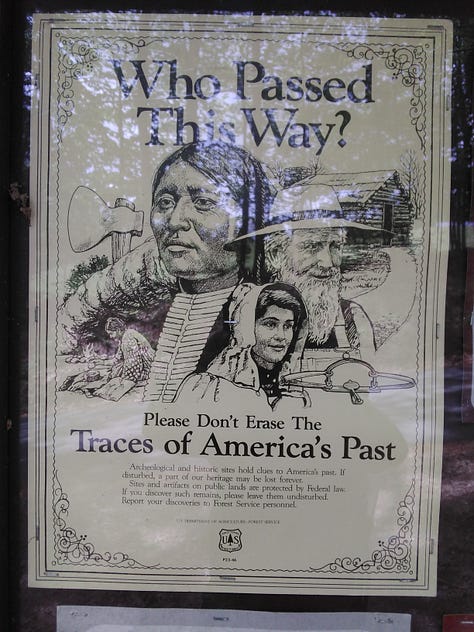 Who Passed
This Way?
Please Don't Erase The
Traces of America's Past
Archeological and historic sites hold clues to America's past. If
disturbed, a part of our heritage may be lost forever.
Sites and artifacts on public lands are protected by Federal law.
If you discover such remains, please leave them undisturbed.
Report your discoveries to Forest Service personnel.
U.S. DEPARTMENT OF AGRICULTURE • FOREST SERVICE
UAS